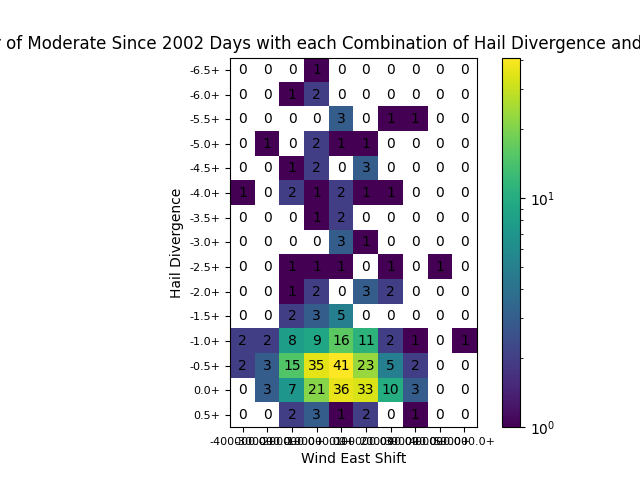 of Moderate Since 2002 Days with each Combination of Hail Divergence and
-6.5+ 0 0 0 1 0 0 0 0 0 0
-6.0+ 0 0 1 2 0 0 0 0 0 0
-5.5+ 0 0 0 0 3 0 1 1 0 0
-5.0+ 0 1 0 2 1 1 0 0 0 0
-4.5+ 0 0 1 2 0 3 0 0 0 0
-4.0+ 1 0 2 1 2 1 1 0 0 0
-3.5+ 0 0 0 1 2 0 0 0 0 0
-3.0+ 0 0 0 0 3 1 0 0 0 0
-2.5+ 0 0 1 1 1 0 1 0 1 0
-2.0+ 0 0 1 2 0 3 2 0 0 0
-1.5+ 0 0 2 3 5 0 0 0 0 0
-1.0+ 2 2 8 9 16 11 2 1 0 1
-0.5+ 2 3 15 35 41 23 5 2 0 0
0.0+ 0 3 7 21 36 33 10 3 0 0
0.5+ 0 0 2 3 1 2 0 1 0 0
Hail Divergence
Wind East Shift
10¹
10⁰